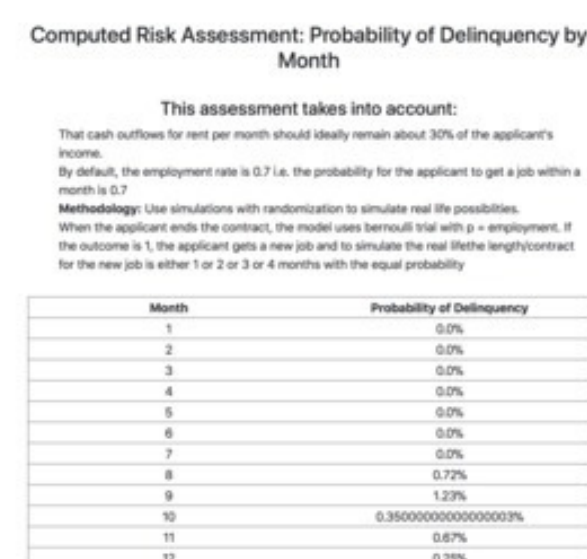 Computed Risk Assessment: Probability of Delinquency by
Month
This assessment takes into account:
That cash outflows for rent per month should ideally remain about 30% of the applicant's
income.
By default, the employment rate is 0.7 i.e. the probability for the applicant to get a job within a
month is 0.7
Methodology: Use simulations with randomization to simulate real life possiblities.
When the applicant ends the contract, the model uses bernoulli trial with p = employment. If
the outcome is 1, the applicant gets a new job and to simulate the real lifethe length/contract
for the new job is either 1 or 2 or 3 or 4 months with the equal probability
Month Probability of Delinquency
1 0.0%
2 0.0%
3 0.0%
4 0.0%
5 0.0%
6 0.0%
7 0.0%
8 0.72%
9 1.23%
10 0.35000000000000003%
11 0.67%
12